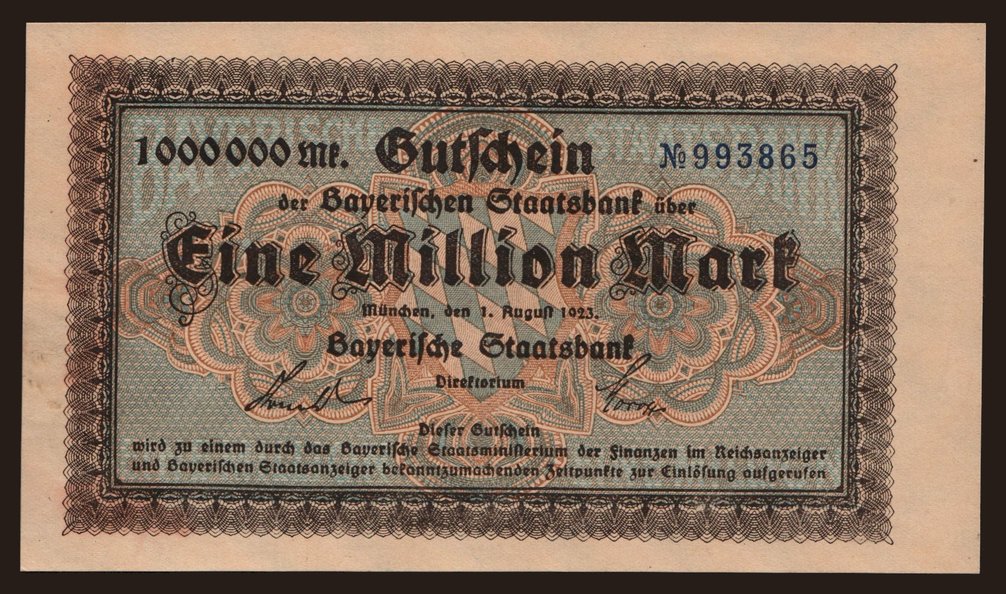 1000000 Mk. Gutschein № 993865
der Bayerischen Staatsbank über
Eine Million Mark
München, den 1. August 1923.
Bayerische Staatsbank
Direktorium
Dieser Gutschein
wird zu einem durch das Bayerische Staatsministerium der Finanzen im Reichsanzeiger
und Bayerischen Staatsanzeiger bekanntzumachenden Zeitpunkte zur Einlösung aufgerufen